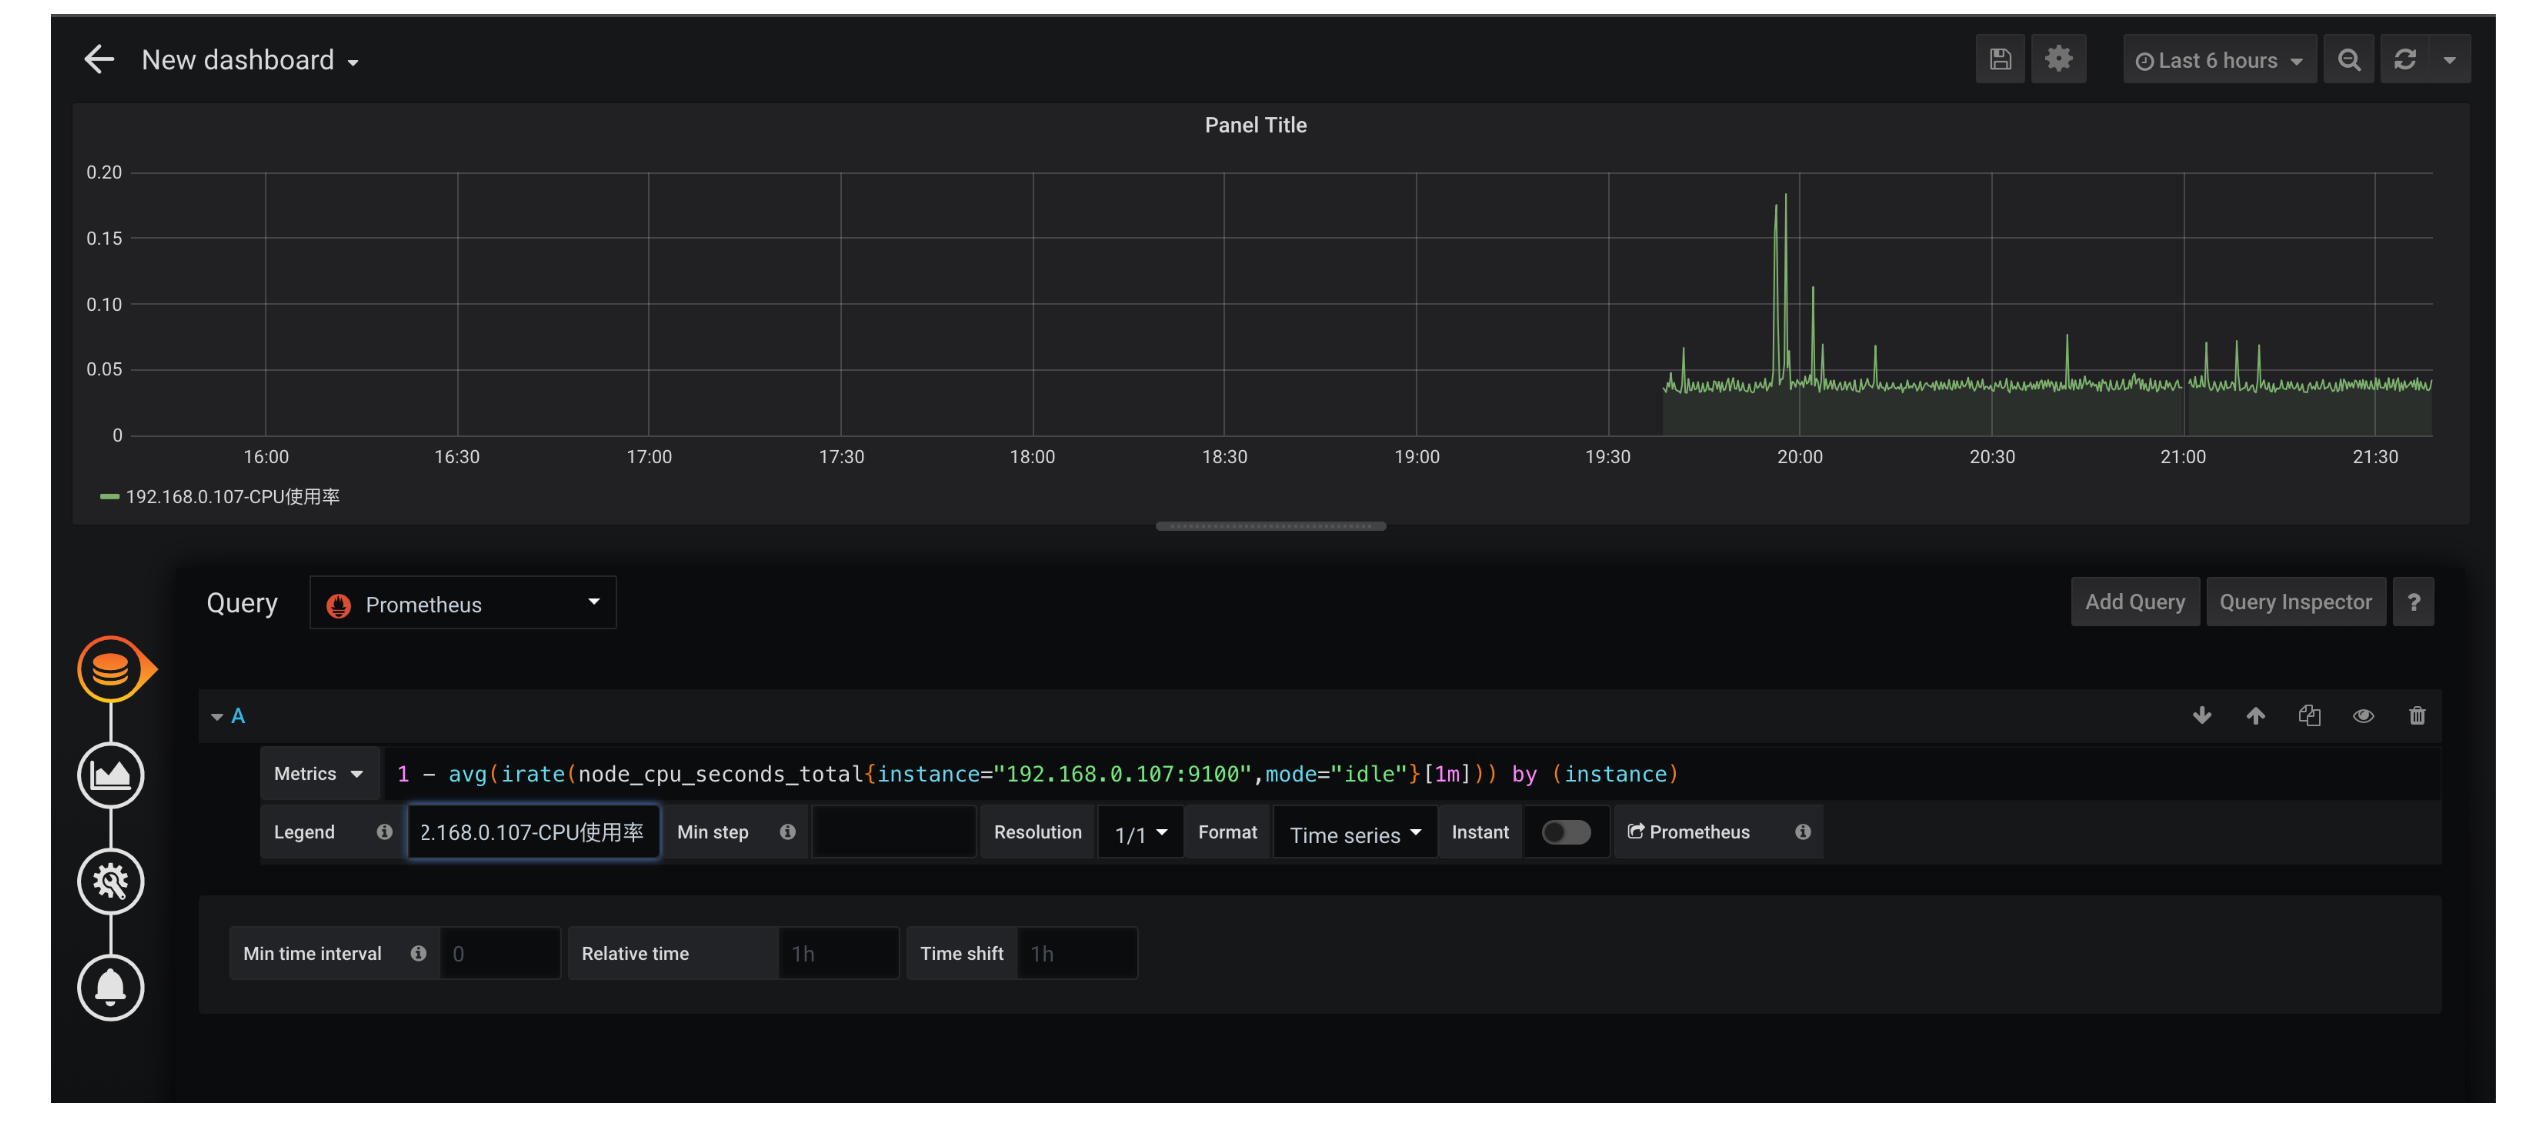 New dashboard
Last 6 hours
Panel Title
0.20
0.15
0.10
0.05
0
16:00 16:30 17:00 17:30 18:00 18:30 19:00 19:30 20:00 20:30 21:00 21:30
192.168.0.107-CPU使用率
Query Prometheus Add Query Query Inspector ?
A
Metrics 1 - avg(irate(node_cpu_seconds_total{instance="192.168.0.107:9100",mode="idle"}[1m])) by (instance)
Legend 2.168.0.107-CPU使用率 Min step Resolution 1/1 Format Time series Instant Prometheus
Min time interval 0 Relative time 1h Time shift 1h